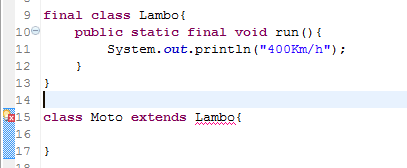 9 final class Lambo{
10 public static final void run(){
11 System.out.println("400Km/h");
12 }
13 }
14
15 class Moto extends Lambo{
16
17 }